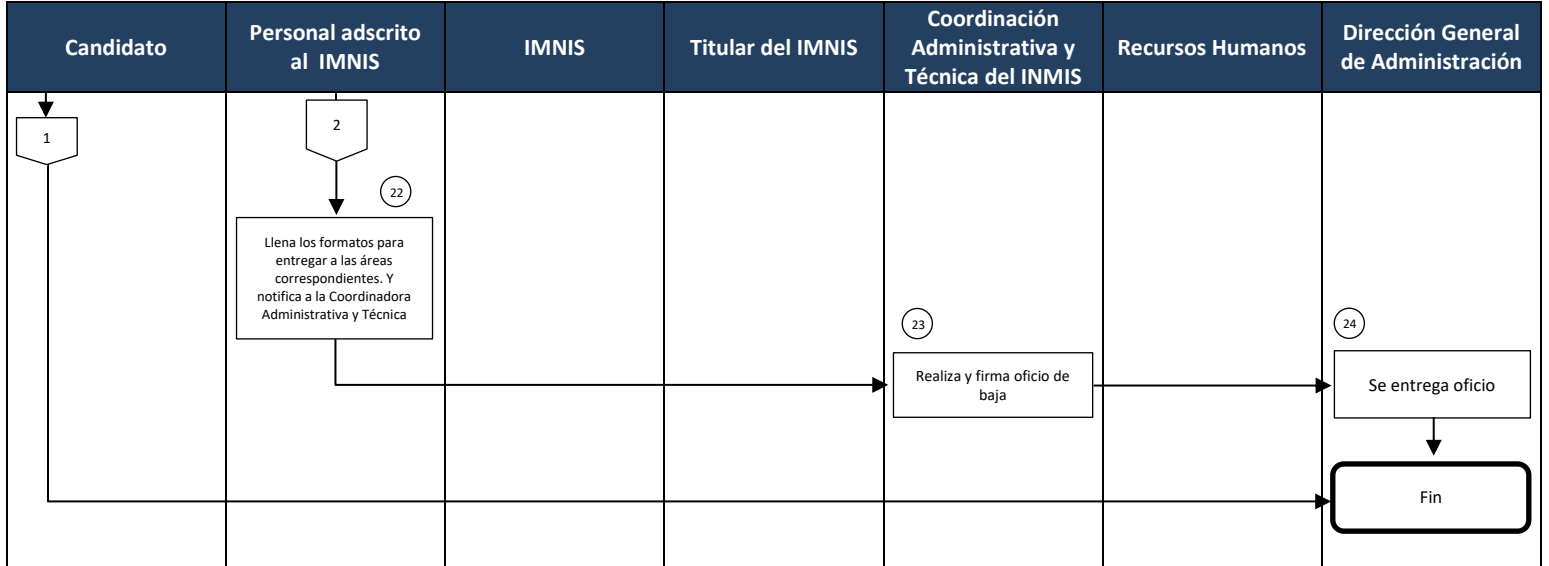 Candidato
Personal adscrito
al IMNIS
IMNIS
Titular del IMNIS
Coordinación
Administrativa y
Técnica del INMIS
Recursos Humanos
Dirección General
de Administración
1
2
22
Llena los formatos para
entregar a las áreas
correspondientes. Y
notifica a la Coordinadora
Administrativa y Técnica
23
Realiza y firma oficio de
baja
24
Se entrega oficio
Fin